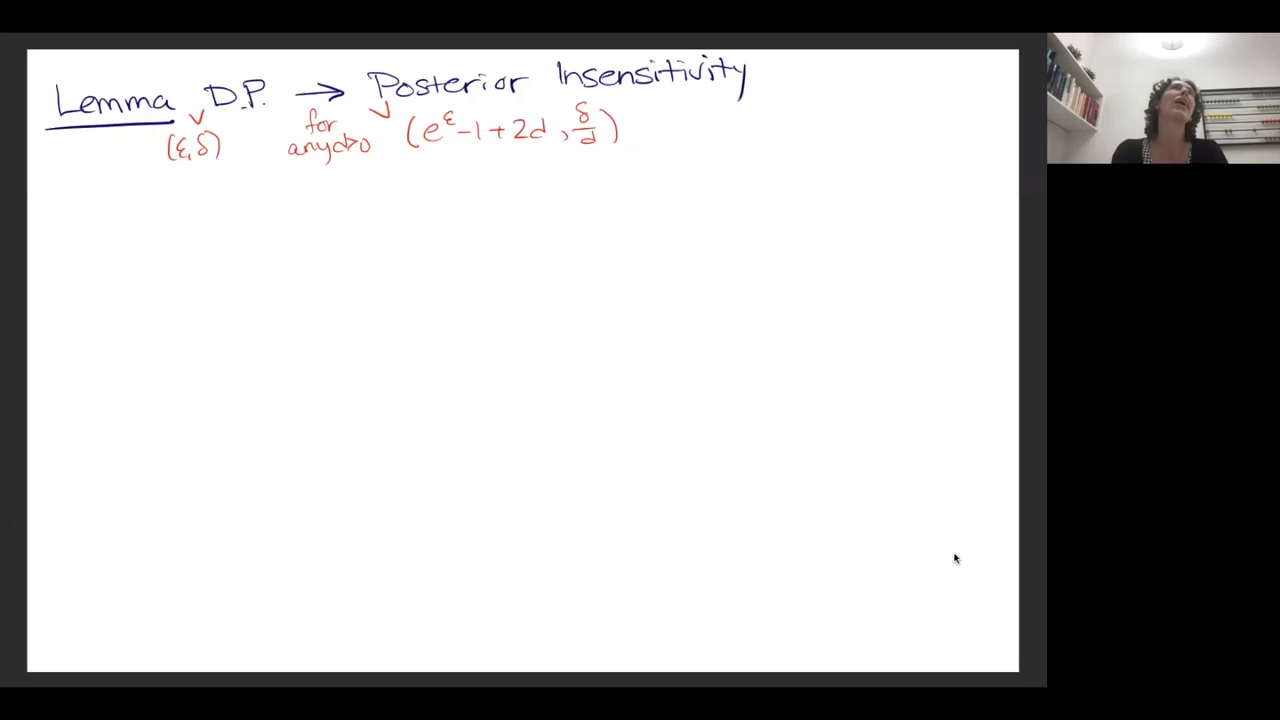 Lemma D.P. → Posterior Insensitivity
(ε,δ) for any d>0 (e^ε -1 + 2d , δ/d)